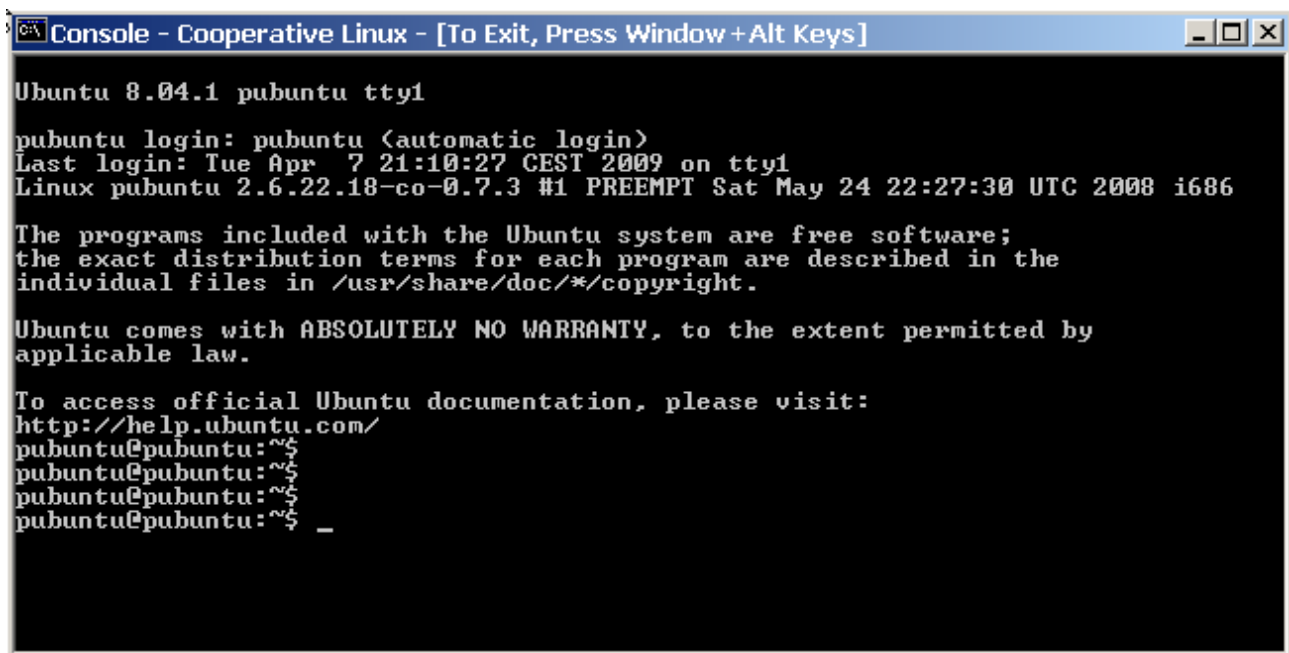 Console - Cooperative Linux - [To Exit, Press Window+Alt Keys]
Ubuntu 8.04.1 pubuntu tty1
pubuntu login: pubuntu (automatic login)
Last login: Tue Apr  7 21:10:27 CEST 2009 on tty1
Linux pubuntu 2.6.22.18-co-0.7.3 #1 PREEMPT Sat May 24 22:27:30 UTC 2008 i686
The programs included with the Ubuntu system are free software;
the exact distribution terms for each program are described in the
individual files in /usr/share/doc/*/copyright.
Ubuntu comes with ABSOLUTELY NO WARRANTY, to the extent permitted by
applicable law.
To access official Ubuntu documentation, please visit:
http://help.ubuntu.com/
pubuntu@pubuntu:~$
pubuntu@pubuntu:~$
pubuntu@pubuntu:~$
pubuntu@pubuntu:~$ _